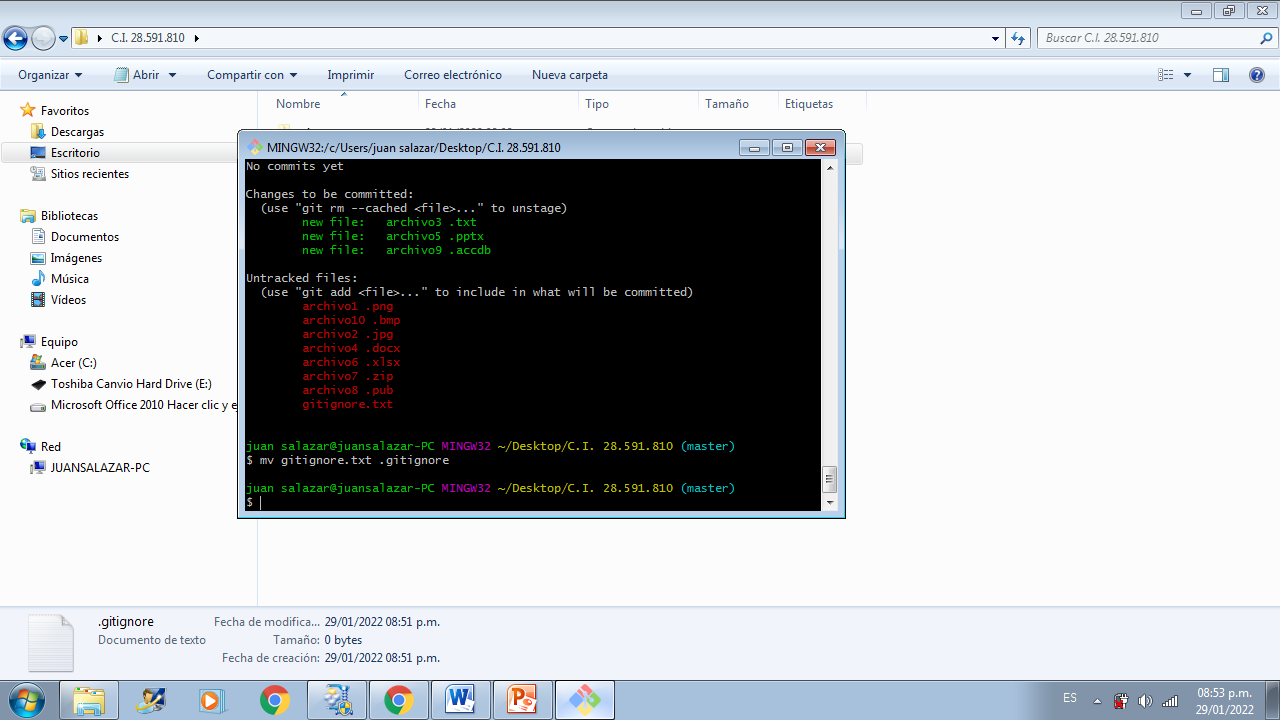 C.I. 28.591.810
Buscar C.I. 28.591.810
Organizar Abrir Compartir con Imprimir Correo electrónico Nueva carpeta
Nombre Fecha Tipo Tamaño Etiquetas
Favoritos
Descargas
Escritorio
Sitios recientes
Bibliotecas
Documentos
Imágenes
Música
Vídeos
Equipo
Acer (C:)
Toshiba Canvio Hard Drive (E:)
Microsoft Office 2010 Hacer clic y e
Red
JUANSALAZAR-PC
MINGW32:/c/Users/juan salazar/Desktop/C.I. 28.591.810
No commits yet
Changes to be committed:
(use "git rm --cached <file>..." to unstage)
new file: archivo3 .txt
new file: archivo5 .pptx
new file: archivo9 .accdb
Untracked files:
(use "git add <file>..." to include in what will be committed)
archivo1 .png
archivo10 .bmp
archivo2 .jpg
archivo4 .docx
archivo6 .xlsx
archivo7 .zip
archivo8 .pub
gitignore.txt
juan salazar@juansalazar-PC MINGW32 ~/Desktop/C.I. 28.591.810 (master)
$ mv gitignore.txt .gitignore
juan salazar@juansalazar-PC MINGW32 ~/Desktop/C.I. 28.591.810 (master)
$
.gitignore Fecha de modifica... 29/01/2022 08:51 p.m.
Documento de texto Tamaño: 0 bytes
Fecha de creación: 29/01/2022 08:51 p.m.
ES 08:53 p.m.
29/01/2022